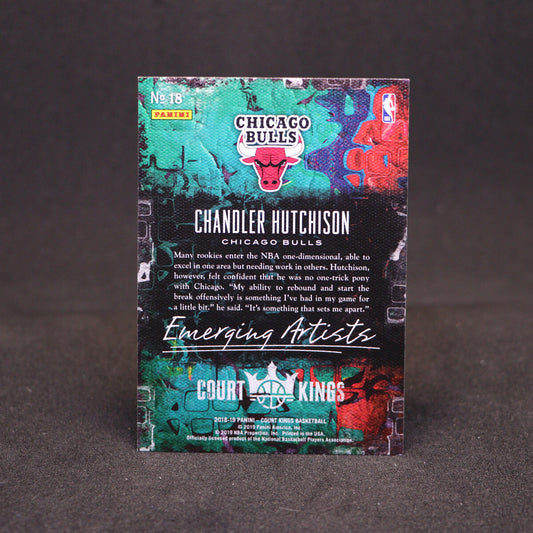 No 18
PANINI
CHICAGO
BULLS
CHANDLER HUTCHISON
CHICAGO BULLS
Many rookies enter the NBA one-dimensional, able to
excel in one area but needing work in others. Hutchison,
however, felt confident that he was no one-trick pony
with Chicago. “My ability to rebound and start the
break offensively is something I’ve had in my game for
a little bit,” he said. “It’s something that sets me apart.”
Emerging Artists
COURT KINGS
2018-19 PANINI – COURT KINGS BASKETBALL
© 2019 Panini America, Inc.
© 2019 NBA Properties, Inc. Printed in the USA.
Officially licensed product of the National Basketball Players Association.